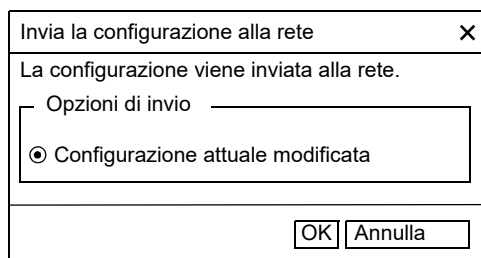 Invia la configurazione alla rete
La configurazione viene inviata alla rete.
Opzioni di invio
Configurazione attuale modificata
OK Annulla